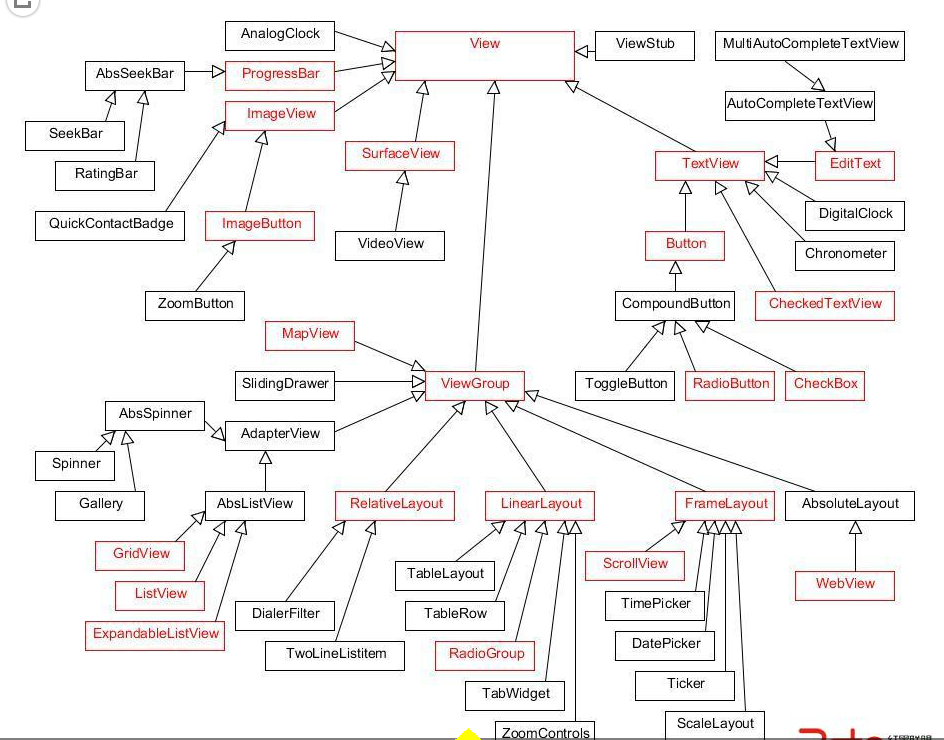 AnalogClock
View
ViewStub
MultiAutoCompleteTextView
AbsSeekBar
ProgressBar
AutoCompleteTextView
ImageView
SeekBar
SurfaceView
TextView
EditText
RatingBar
QuickContactBadge
ImageButton
DigitalClock
VideoView
Button
Chronometer
ZoomButton
CompoundButton
CheckedTextView
MapView
SlidingDrawer
ViewGroup
ToggleButton
RadioButton
CheckBox
AbsSpinner
AdapterView
Spinner
Gallery
AbsListView
RelativeLayout
LinearLayout
FrameLayout
AbsoluteLayout
GridView
ScrollView
TableLayout
WebView
ListView
TimePicker
DialerFilter
TableRow
ExpandableListView
DatePicker
TwoLineListitem
RadioGroup
Ticker
TabWidget
ScaleLayout
ZoomControls